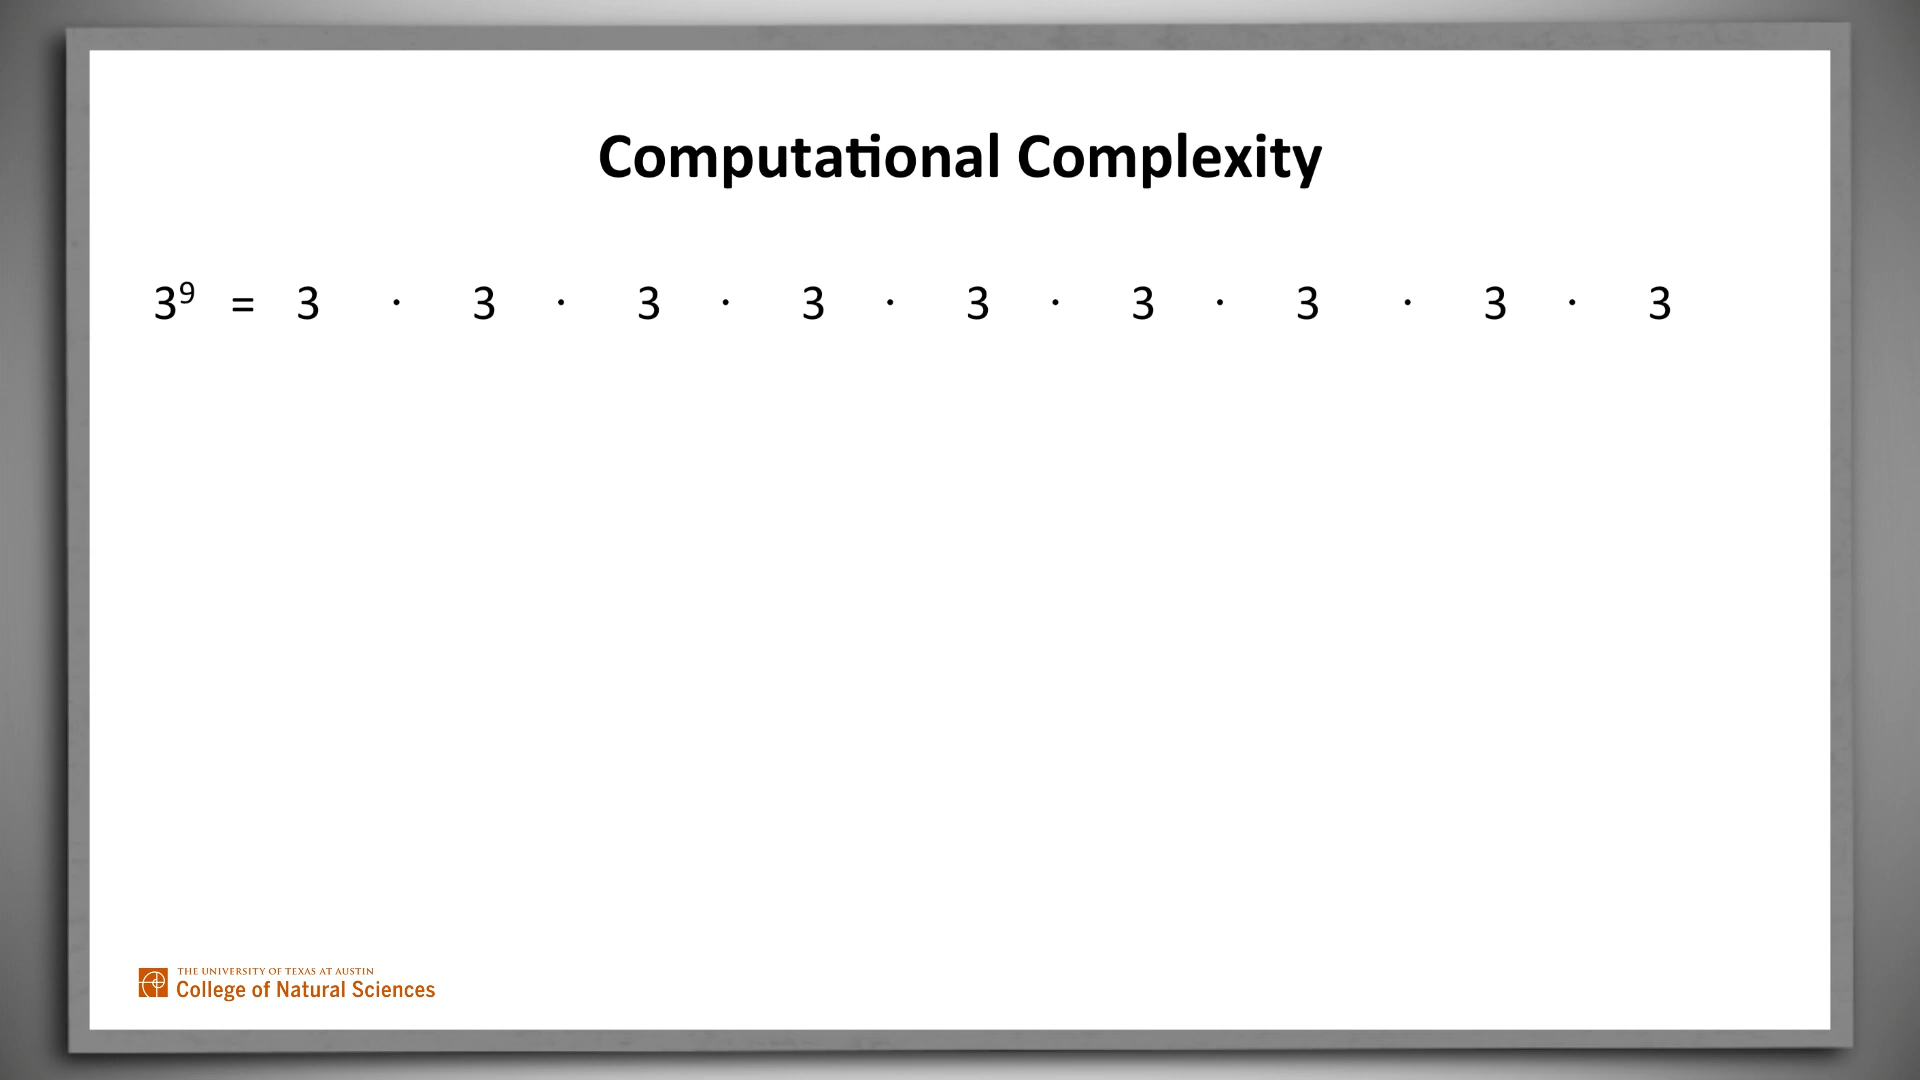 Computational Complexity
3⁹ = 3 · 3 · 3 · 3 · 3 · 3 · 3 · 3 · 3
THE UNIVERSITY OF TEXAS AT AUSTIN
College of Natural Sciences